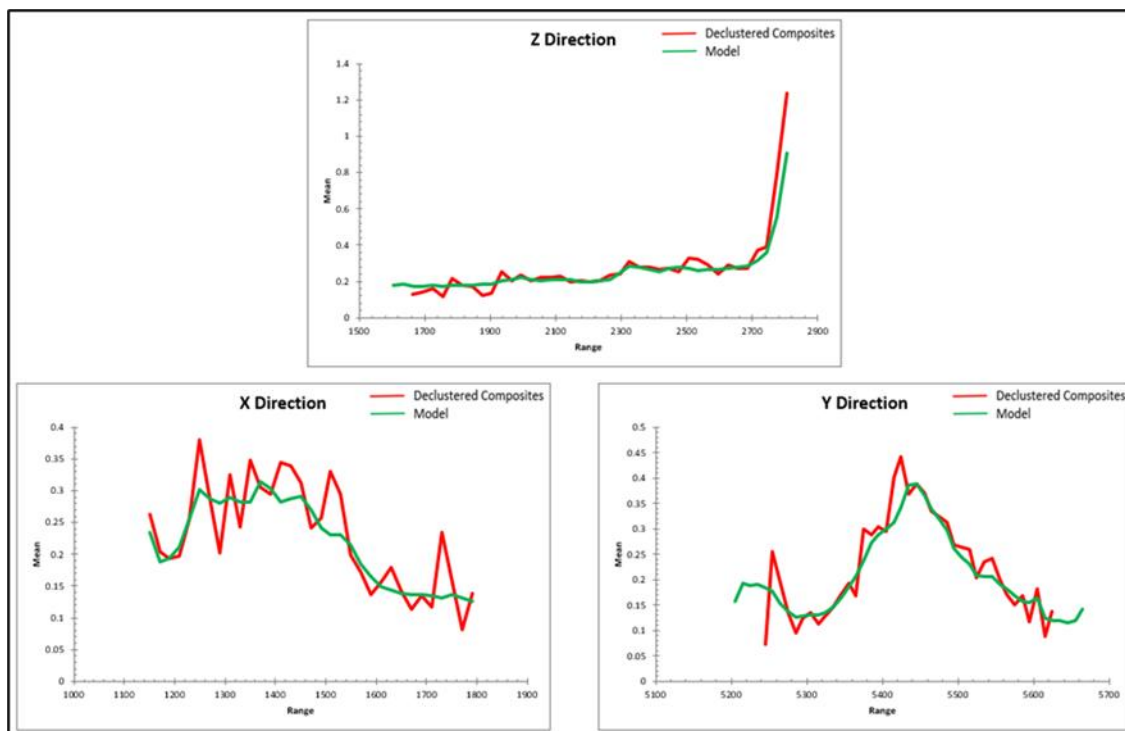 Z Direction
Declustered Composites
Model
1.4
1.2
1
0.8
0.6
0.4
0.2
0
Mean
1500 1700 1900 2100 2300 2500 2700 2900
Range
X Direction
Declustered Composites
Model
0.4
0.35
0.3
0.25
0.2
0.15
0.1
0.05
0
Mean
1000 1100 1200 1300 1400 1500 1600 1700 1800 1900
Range
Y Direction
Declustered Composites
Model
0.5
0.45
0.4
0.35
0.3
0.25
0.2
0.15
0.1
0.05
0
Mean
5100 5200 5300 5400 5500 5600 5700
Range